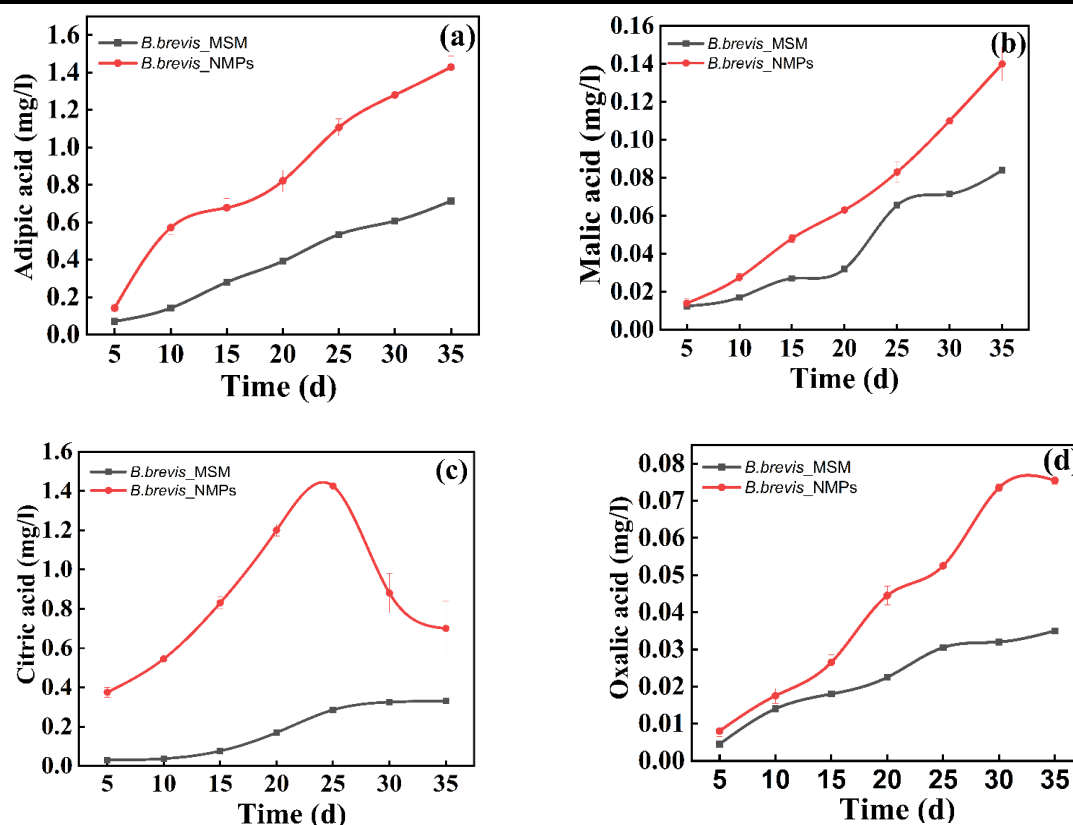 (a)
B.brevis_MSM
B.brevis_NMPs
Adipic acid (mg/l)
1.6
1.4
1.2
1.0
0.8
0.6
0.4
0.2
0.0
5 10 15 20 25 30 35
Time (d)
(b)
B.brevis_MSM
B.brevis_NMPs
Malic acid (mg/l)
0.16
0.14
0.12
0.10
0.08
0.06
0.04
0.02
0.00
5 10 15 20 25 30 35
Time (d)
(c)
B.brevis_MSM
B.brevis_NMPs
Citric acid (mg/l)
1.6
1.4
1.2
1.0
0.8
0.6
0.4
0.2
0.0
5 10 15 20 25 30 35
Time (d)
(d)
B.brevis_MSM
B.brevis_NMPs
Oxalic acid (mg/l)
0.08
0.07
0.06
0.05
0.04
0.03
0.02
0.01
0.00
5 10 15 20 25 30 35
Time (d)